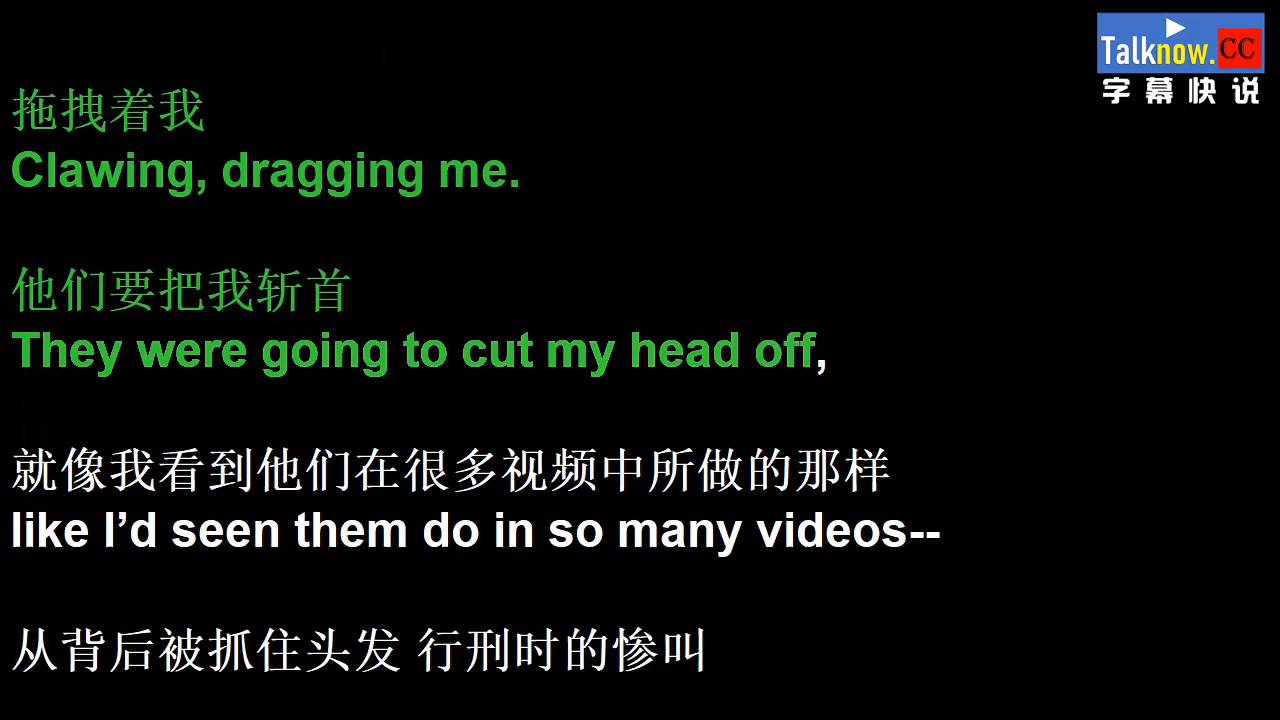 Talknow.CC
字幕快说
拖拽着我
Clawing, dragging me.
他们要把我斩首
They were going to cut my head off,
就像我看到他们在很多视频中所做的那样
like I’d seen them do in so many videos--
从背后被抓住头发 行刑时的惨叫